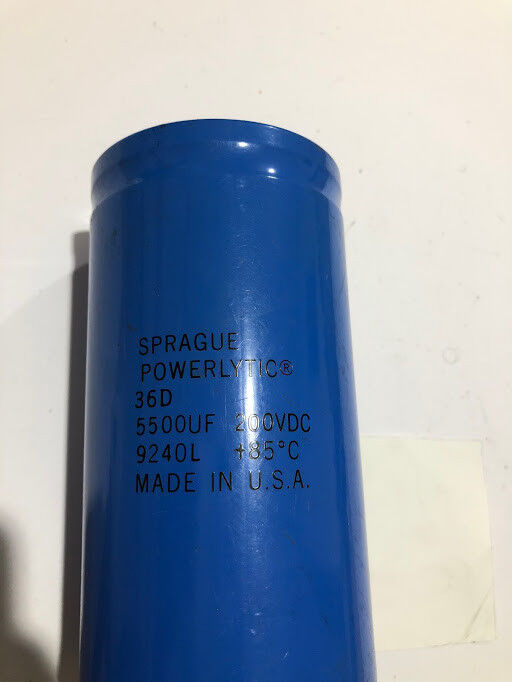 SPRAGUE
POWERLYTIC®
36D
5500UF 200VDC
9240L +85°C
MADE IN U.S.A.